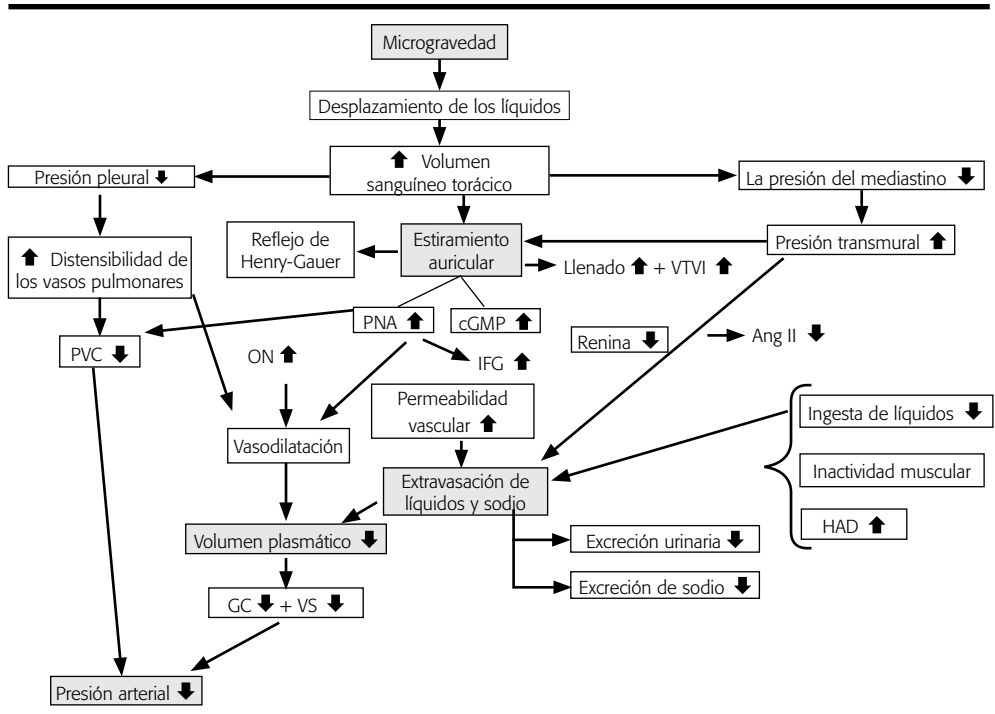 Microgravedad
Desplazamiento de los líquidos
⬆ Volumen
sanguíneo torácico
Presión pleural ⬇
La presión del mediastino ⬇
⬆ Distensibilidad de
los vasos pulmonares
Reflejo de
Henry-Gauer
Estiramiento
auricular
Presión transmural ⬆
Llenado ⬆ + VTVI ⬆
PNA ⬆
cGMP ⬆
PVC ⬇
ON ⬆
IFG ⬆
Renina ⬇
Ang II ⬇
Permeabilidad
vascular ⬆
Ingesta de líquidos ⬇
Vasodilatación
Inactividad muscular
Extravasación de
líquidos y sodio
HAD ⬆
Volumen plasmático ⬇
Excreción urinaria ⬇
Excreción de sodio ⬇
GC ⬇ + VS ⬇
Presión arterial ⬇